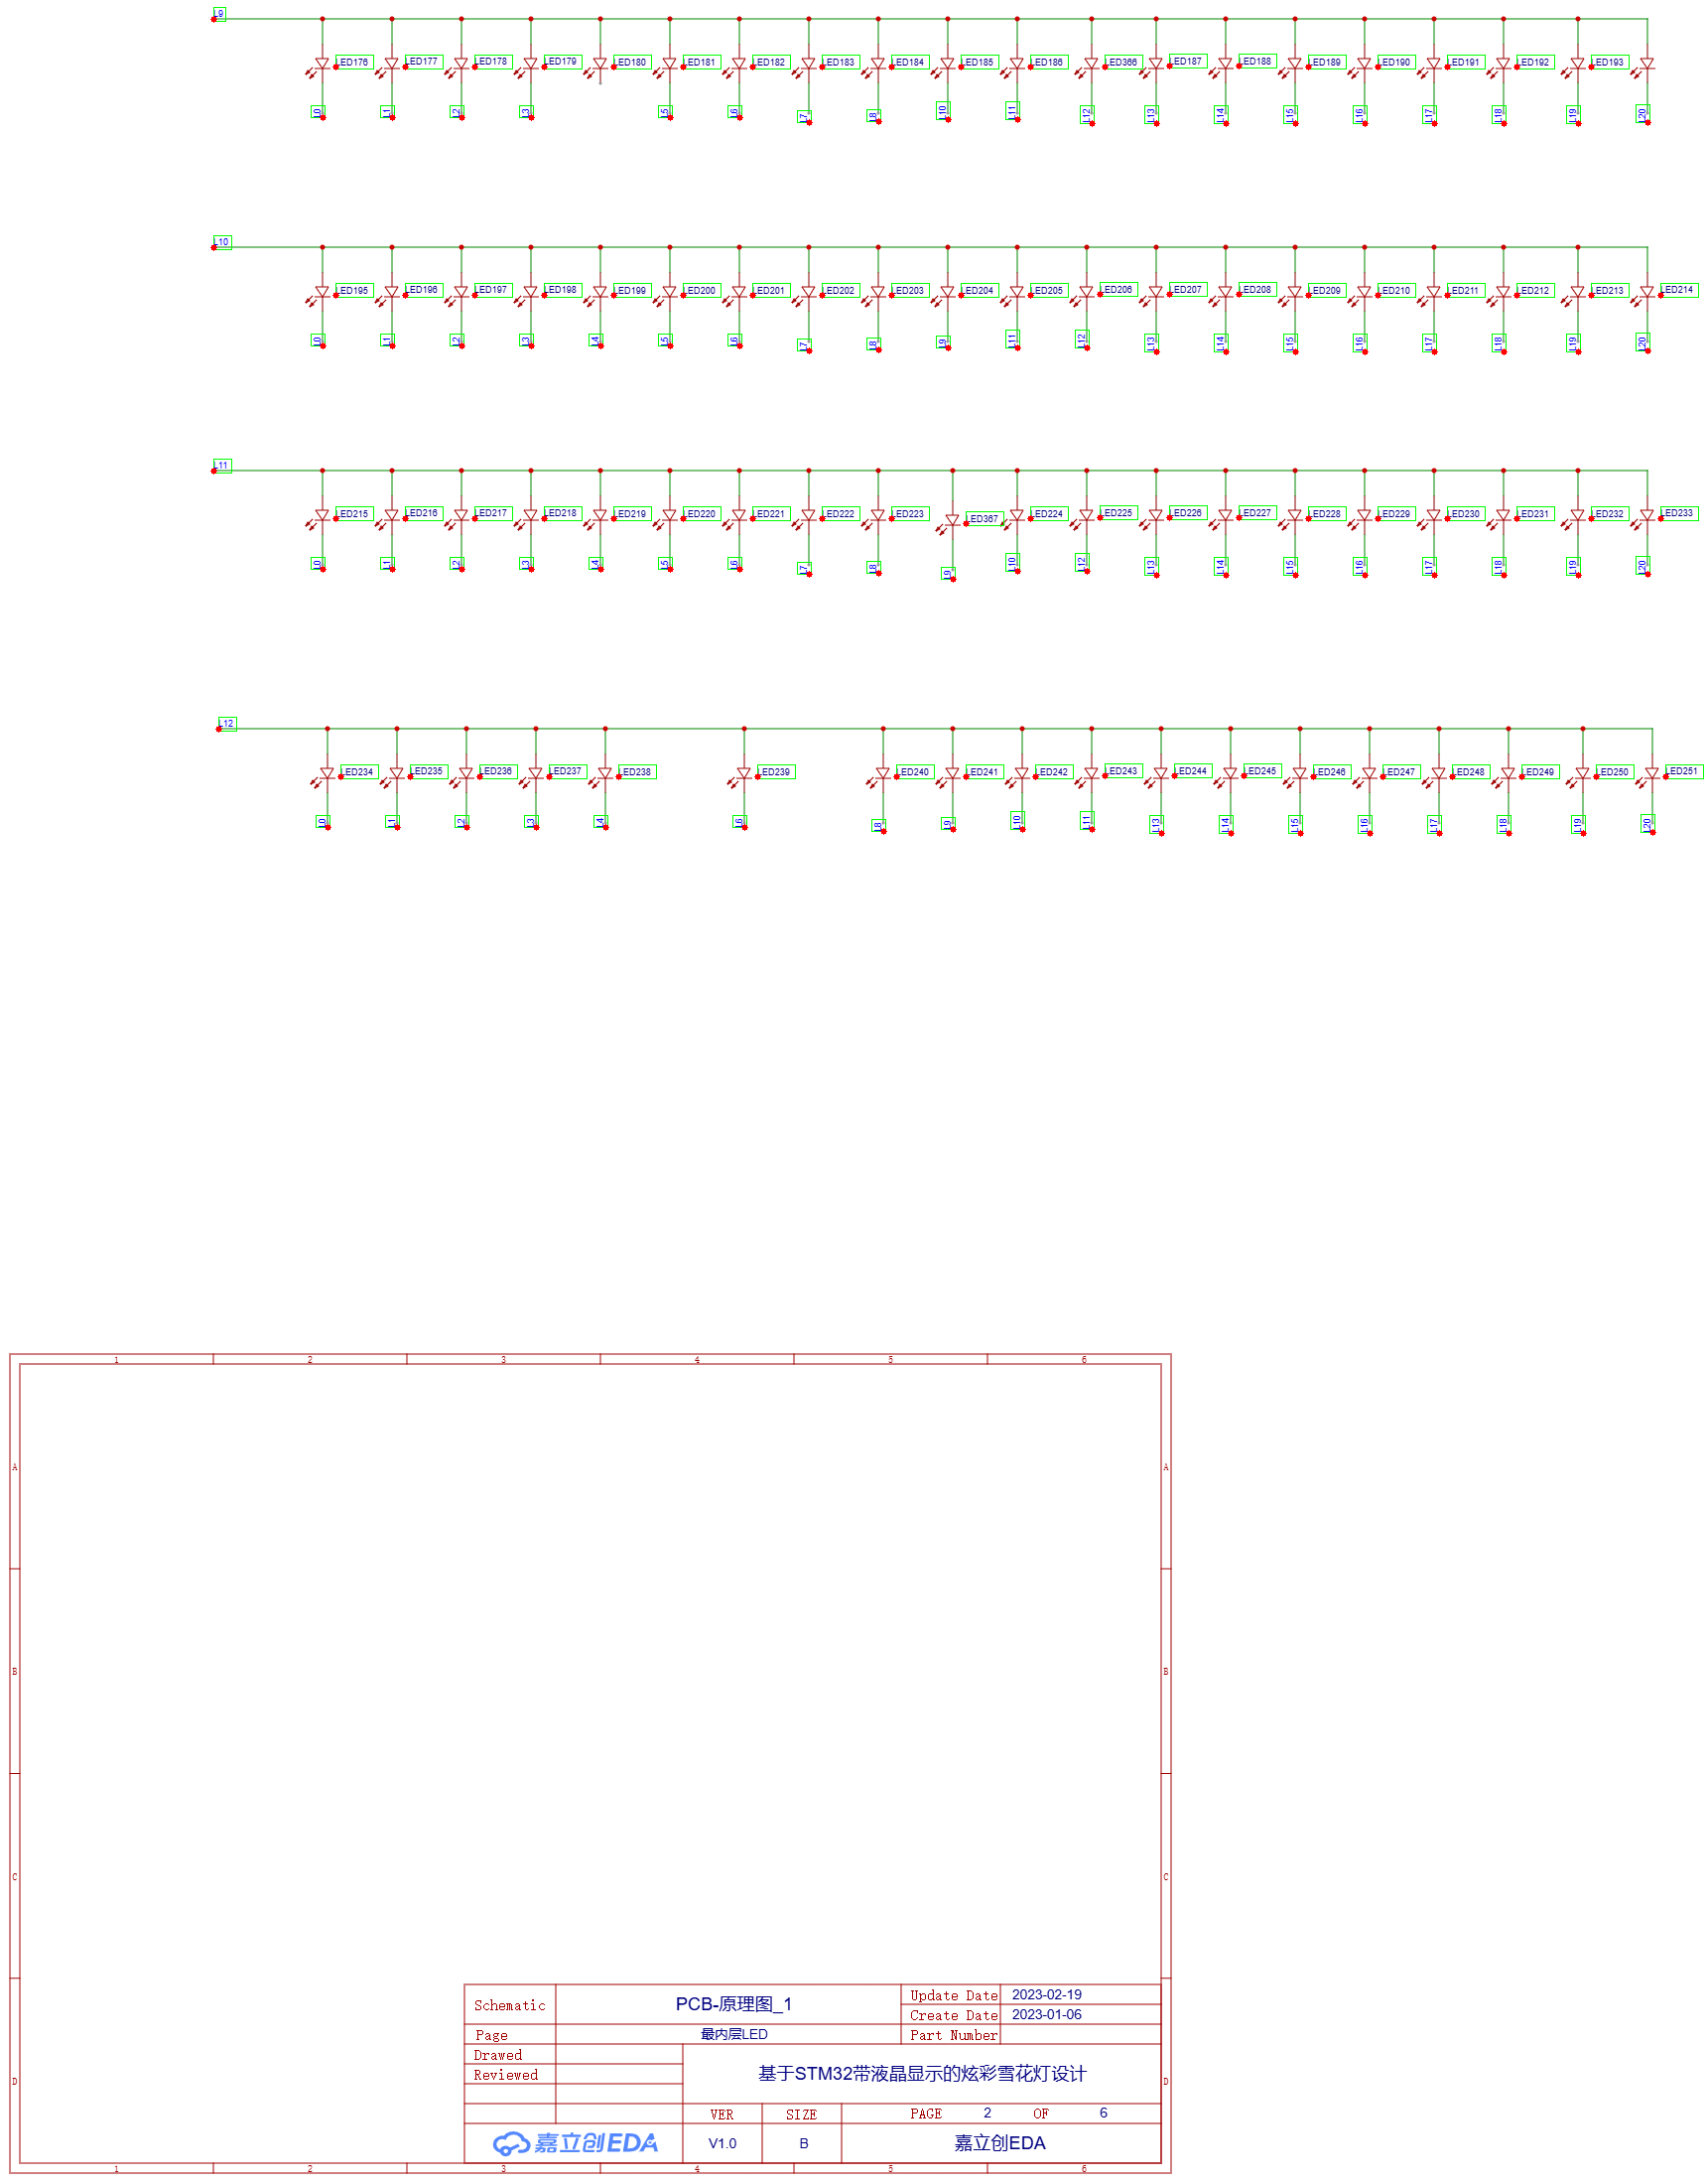 L9
LED176 LED177 LED178 LED179 LED180 LED181 LED182 LED183 LED184 LED185 LED186 LED366 LED187 LED188 LED189 LED190 LED191 LED192 LED193
L0 L1 L2 L3 L5 L6 L7 L8 L10 L11 L12 L13 L14 L15 L16 L17 L18 L19 L20
L10
LED195 LED196 LED197 LED198 LED199 LED200 LED201 LED202 LED203 LED204 LED205 LED206 LED207 LED208 LED209 LED210 LED211 LED212 LED213 LED214
L0 L1 L2 L3 L4 L5 L6 L7 L8 L9 L11 L12 L13 L14 L15 L16 L17 L18 L19 L20
L11
LED215 LED216 LED217 LED218 LED219 LED220 LED221 LED222 LED223 LED367 LED224 LED225 LED226 LED227 LED228 LED229 LED230 LED231 LED232 LED233
L0 L1 L2 L3 L4 L5 L6 L7 L8 L9 L10 L12 L13 L14 L15 L16 L17 L18 L19 L20
L12
LED234 LED235 LED236 LED237 LED238 LED239 LED240 LED241 LED242 LED243 LED244 LED245 LED246 LED247 LED248 LED249 LED250 LED251
L0 L1 L2 L3 L4 L6 L8 L9 L10 L11 L13 L14 L15 L16 L17 L18 L19 L20
1 2 3 4 5 6
A A
B B
C C
D D
Schematic PCB-原理图_1 Update Date 2023-02-19
Create Date 2023-01-06
Page 最内层LED Part Number
Drawed
Reviewed 基于STM32带液晶显示的炫彩雪花灯设计
VER SIZE PAGE 2 OF 6
嘉立创EDA V1.0 B 嘉立创EDA
1 2 3 4 5 6